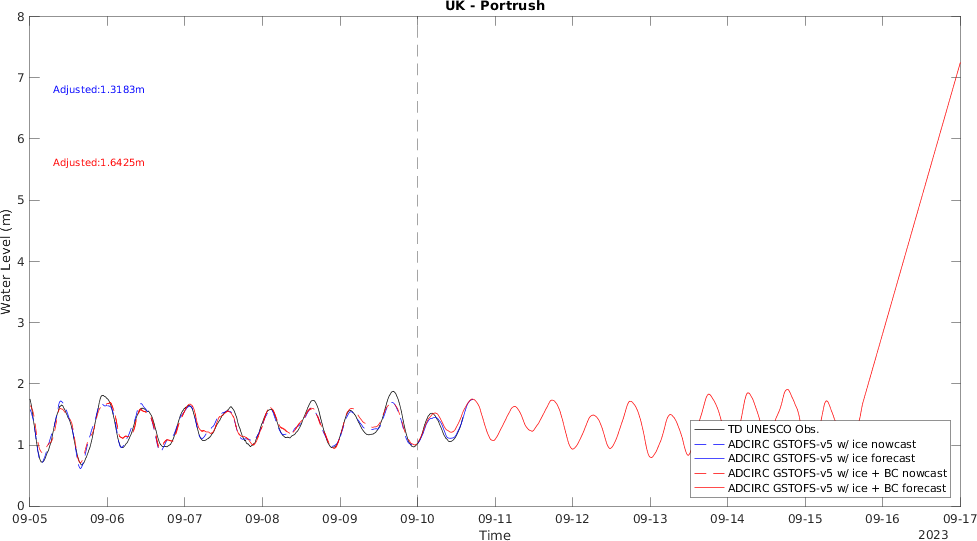 UK - Portrush
8
7
6
5
4
3
2
1
0
Water Level (m)
Adjusted:1.3183m
Adjusted:1.6425m
TD UNESCO Obs.
ADCIRC GSTOFS-v5 w/ ice nowcast
ADCIRC GSTOFS-v5 w/ ice forecast
ADCIRC GSTOFS-v5 w/ ice + BC nowcast
ADCIRC GSTOFS-v5 w/ ice + BC forecast
09-05 09-06 09-07 09-08 09-09 09-10 09-11 09-12 09-13 09-14 09-15 09-16 09-17
Time
2023